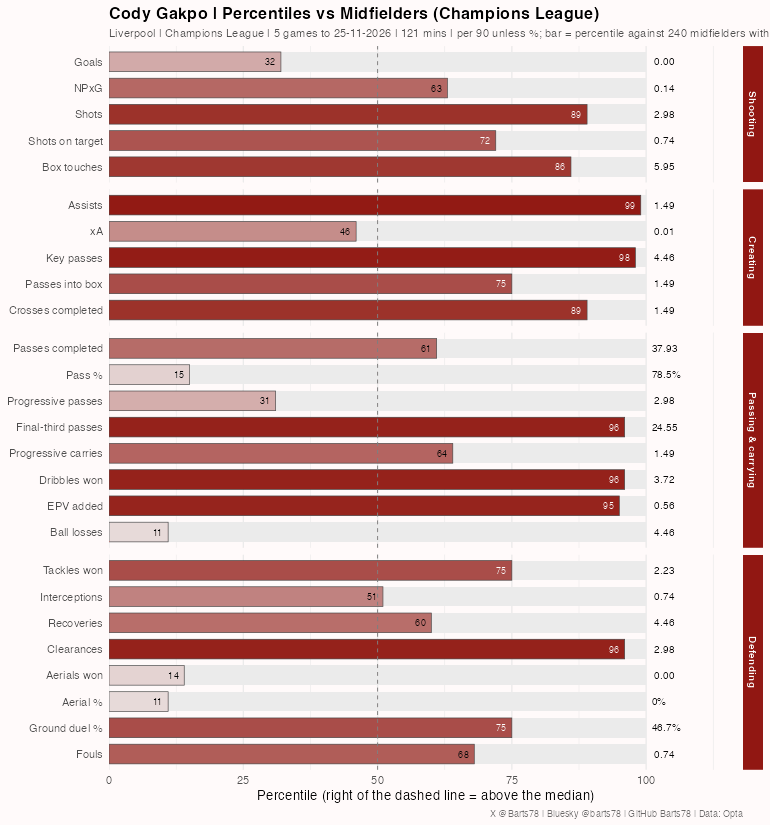 Cody Gakpo | Percentiles vs Midfielders (Champions League)
Liverpool | Champions League | 5 games to 25-11-2026 | 121 mins | per 90 unless %; bar = percentile against 240 midfielders with
Goals 32 0.00
NPxG 63 0.14
Shots 89 2.98
Shots on target 72 0.74
Box touches 86 5.95
Shooting
Assists 99 1.49
xA 46 0.01
Key passes 98 4.46
Passes into box 75 1.49
Crosses completed 89 1.49
Creating
Passes completed 61 37.93
Pass % 15 78.5%
Progressive passes 31 2.98
Final-third passes 96 24.55
Progressive carries 64 1.49
Dribbles won 96 3.72
EPV added 95 0.56
Ball losses 11 4.46
Passing & carrying
Tackles won 75 2.23
Interceptions 51 0.74
Recoveries 60 4.46
Clearances 96 2.98
Aerials won 14 0.00
Aerial % 11 0%
Ground duel % 75 46.7%
Fouls 68 0.74
Defending
0 25 50 75 100
Percentile (right of the dashed line = above the median)
X @Barts78 | Bluesky @barts78 | GitHub Barts78 | Data: Opta